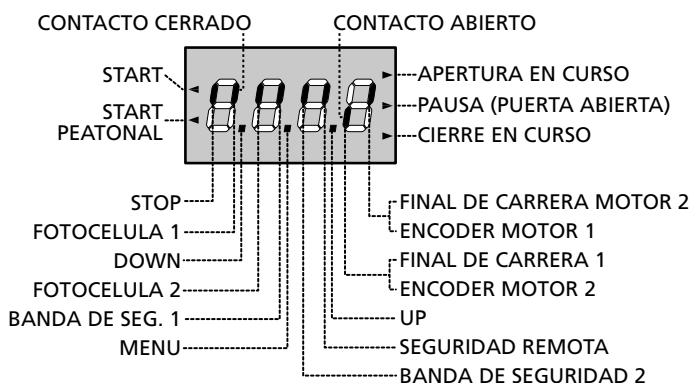 CONTACTO CERRADO
CONTACTO ABIERTO
START
START
PEATONAL
APERTURA EN CURSO
PAUSA (PUERTA ABIERTA)
CIERRE EN CURSO
STOP
FOTOCELULA 1
DOWN
FOTOCELULA 2
BANDA DE SEG. 1
MENU
FINAL DE CARRERA MOTOR 2
ENCODER MOTOR 1
FINAL DE CARRERA 1
ENCODER MOTOR 2
UP
SEGURIDAD REMOTA
BANDA DE SEGURIDAD 2